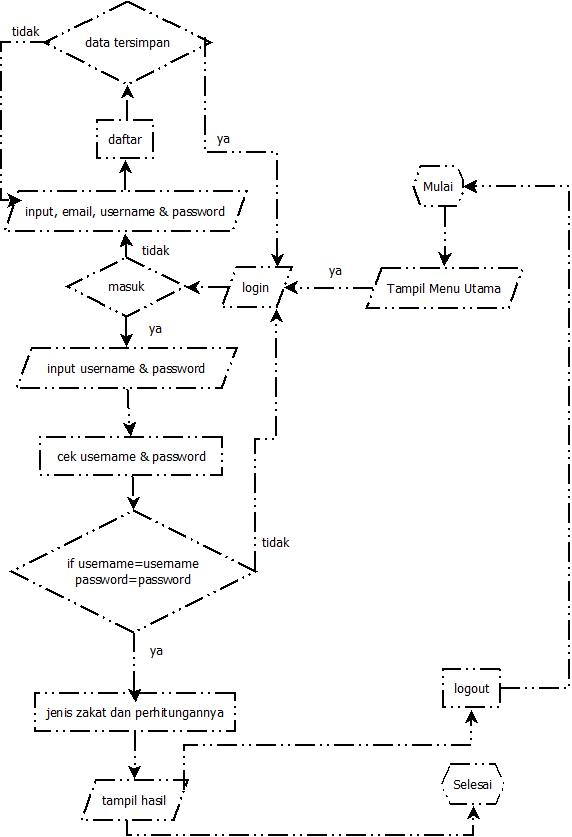 tidak
data tersimpan
ya
daftar
input, email, username & password
tidak
Mulai
masuk
login
ya
Tampil Menu Utama
ya
input username & password
cek username & password
tidak
if username=username
password=password
ya
jenis zakat dan perhitungannya
logout
tampil hasil
Selesai